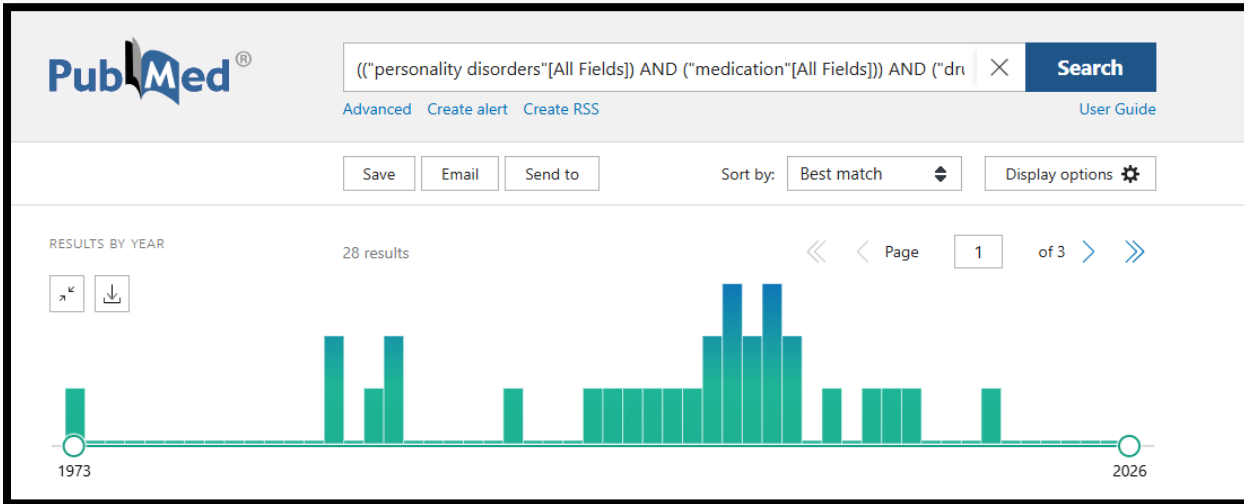 PubMed®
(("personality disorders"[All Fields]) AND ("medication"[All Fields])) AND ("dru
Search
Advanced Create alert Create RSS User Guide
Save Email Send to Sort by: Best match Display options
RESULTS BY YEAR
28 results
Page 1 of 3
1973
2026